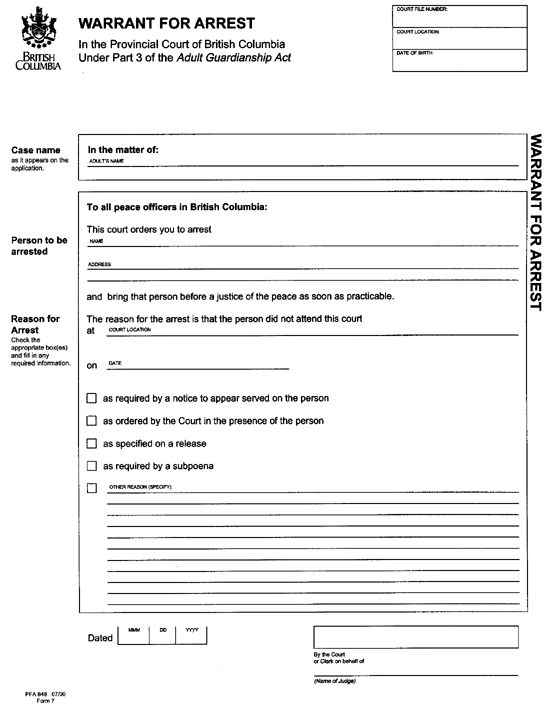 BRITISH
COLUMBIA
WARRANT FOR ARREST
In the Provincial Court of British Columbia
Under Part 3 of the Adult Guardianship Act
COURT FILE NUMBER:
COURT LOCATION:
DATE OF BIRTH:
WARRANT FOR ARREST
Case name
as it appears on the
application.
In the matter of:
ADULT'S NAME
To all peace officers in British Columbia:
This court orders you to arrest
Person to be
arrested
NAME
ADDRESS
and bring that person before a justice of the peace as soon as practicable.
Reason for
Arrest
Check the
appropriate box(es)
and fill in any
required information.
The reason for the arrest is that the person did not attend this court
at COURT LOCATION
on DATE
as required by a notice to appear served on the person
as ordered by the Court in the presence of the person
as specified on a release
as required by a subpoena
OTHER REASON (SPECIFY):
Dated MMM DD YYYY
By the Court
or Clerk on behalf of
(Name of Judge)
PFA 848 07/00
Form 7